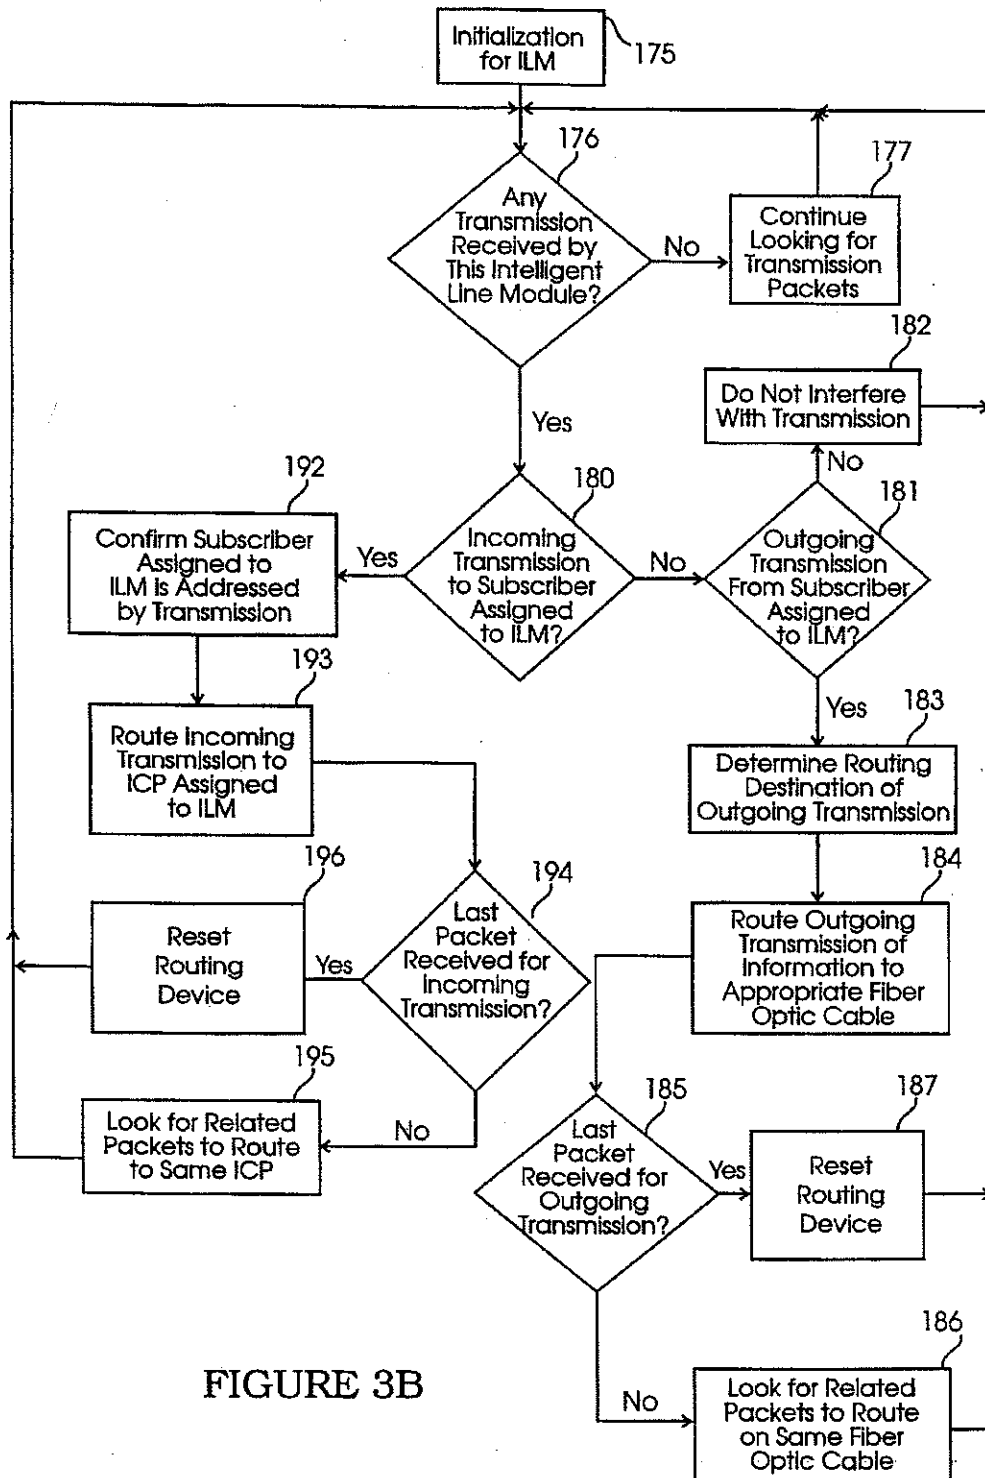 Initialization
for ILM
175
176
Any
Transmission
Received by
This Intelligent
Line Module?
No
177
Continue
Looking for
Transmission
Packets
Yes
182
Do Not Interfere
With Transmission
No
180
Incoming
Transmission
to Subscriber
Assigned
to ILM?
Yes
No
181
Outgoing
Transmission
From Subscriber
Assigned
to ILM?
Yes
192
Confirm Subscriber
Assigned to
ILM is Addressed
by Transmission
193
Route Incoming
Transmission to
ICP Assigned
to ILM
183
Determine Routing
Destination of
Outgoing Transmission
184
Route Outgoing
Transmission of
Information to
Appropriate Fiber
Optic Cable
194
Last
Packet
Received for
Incoming
Transmission?
Yes
196
Reset
Routing
Device
No
195
Look for Related
Packets to Route
to Same ICP
185
Last
Packet
Received for
Outgoing
Transmission?
Yes
187
Reset
Routing
Device
No
186
Look for Related
Packets to Route
on Same Fiber
Optic Cable
FIGURE 3B